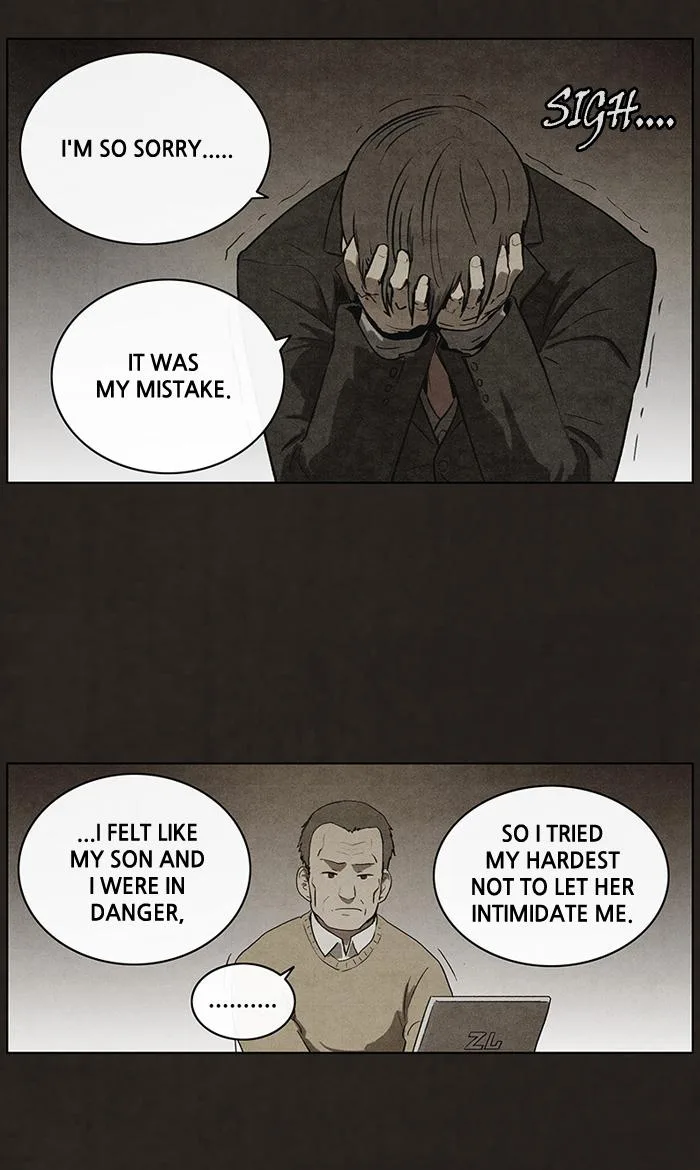 SIGH....
I'M SO SORRY.....
IT WAS
MY MISTAKE.
...I FELT LIKE
MY SON AND
I WERE IN
DANGER,
SO I TRIED
MY HARDEST
NOT TO LET HER
INTIMIDATE ME.
..........
ZL